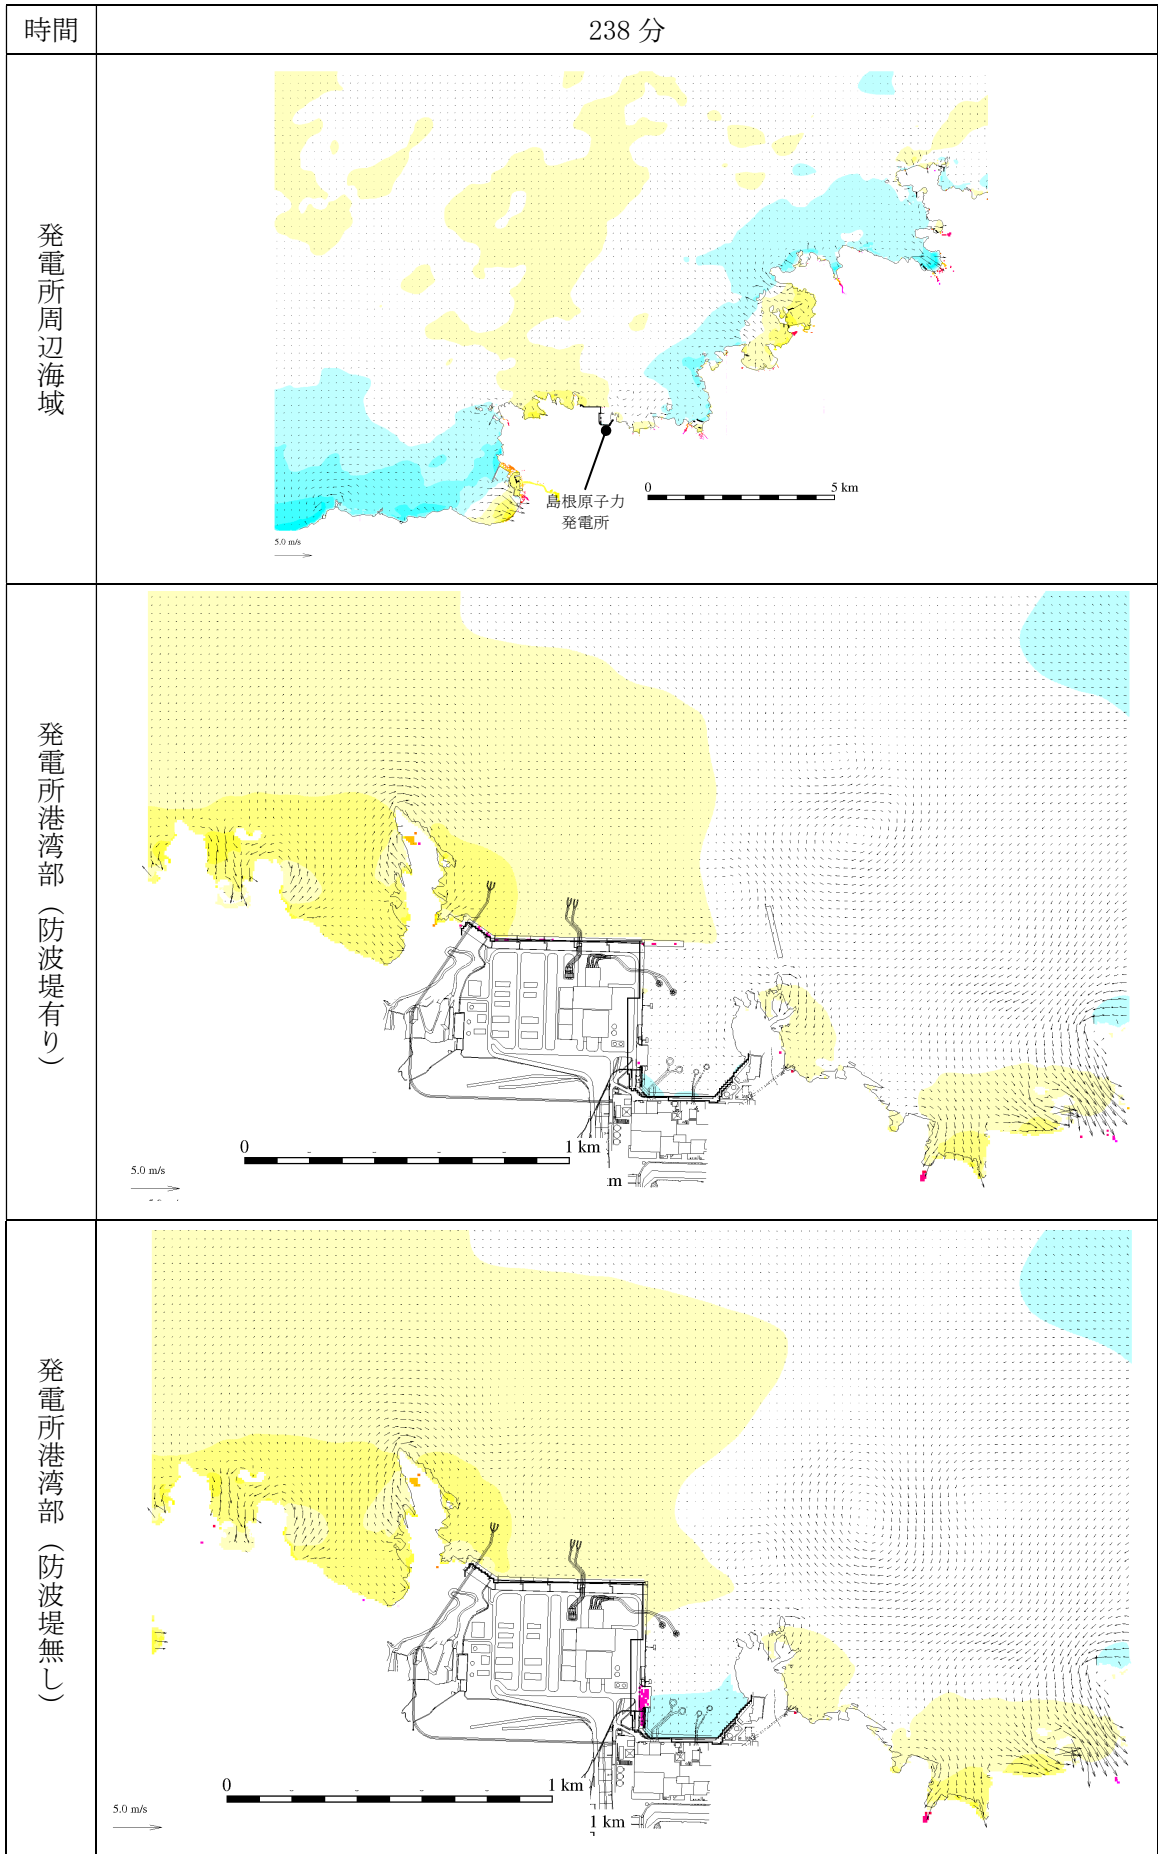 時間
238 分
発電所周辺海域
島根原子力
発電所
0
5 km
5.0 m/s
発電所港湾部（防波堤有り）
0
1 km
5.0 m/s
発電所港湾部（防波堤無し）
0
1 km
5.0 m/s
1 km